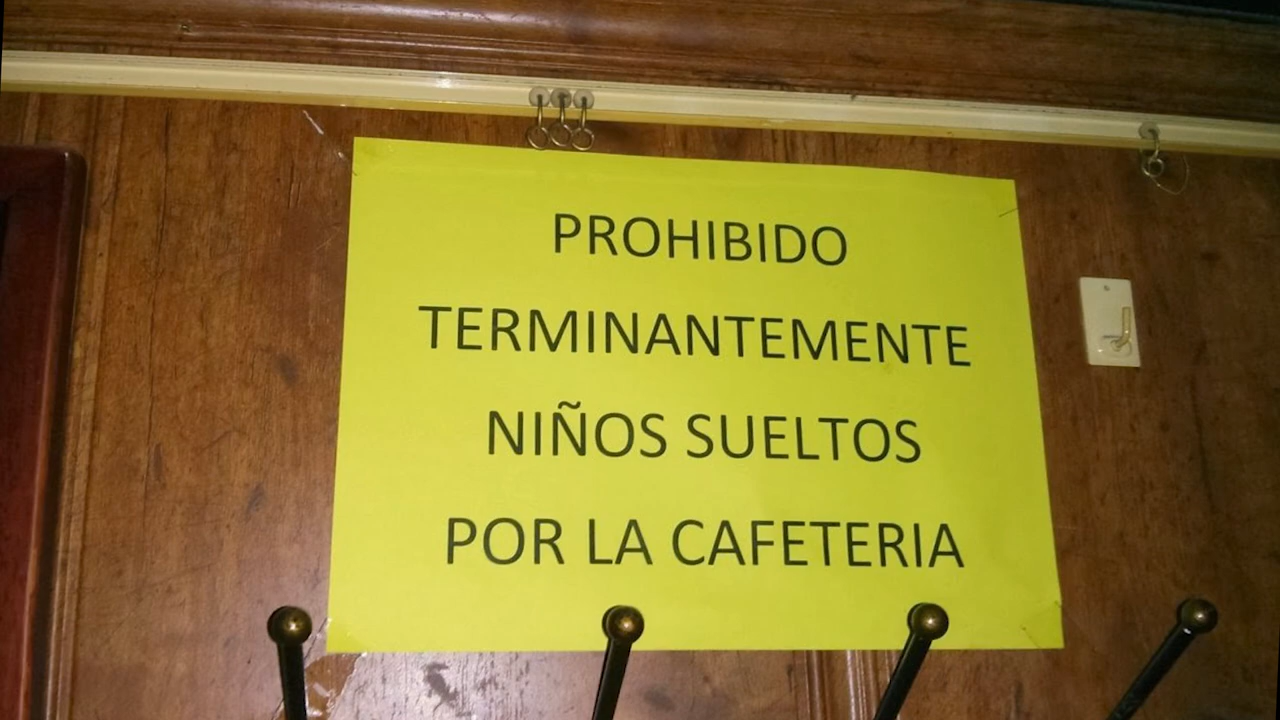 PROHIBIDO
TERMINANTEMENTE
NIÑOS SUELTOS
POR LA CAFETERIA